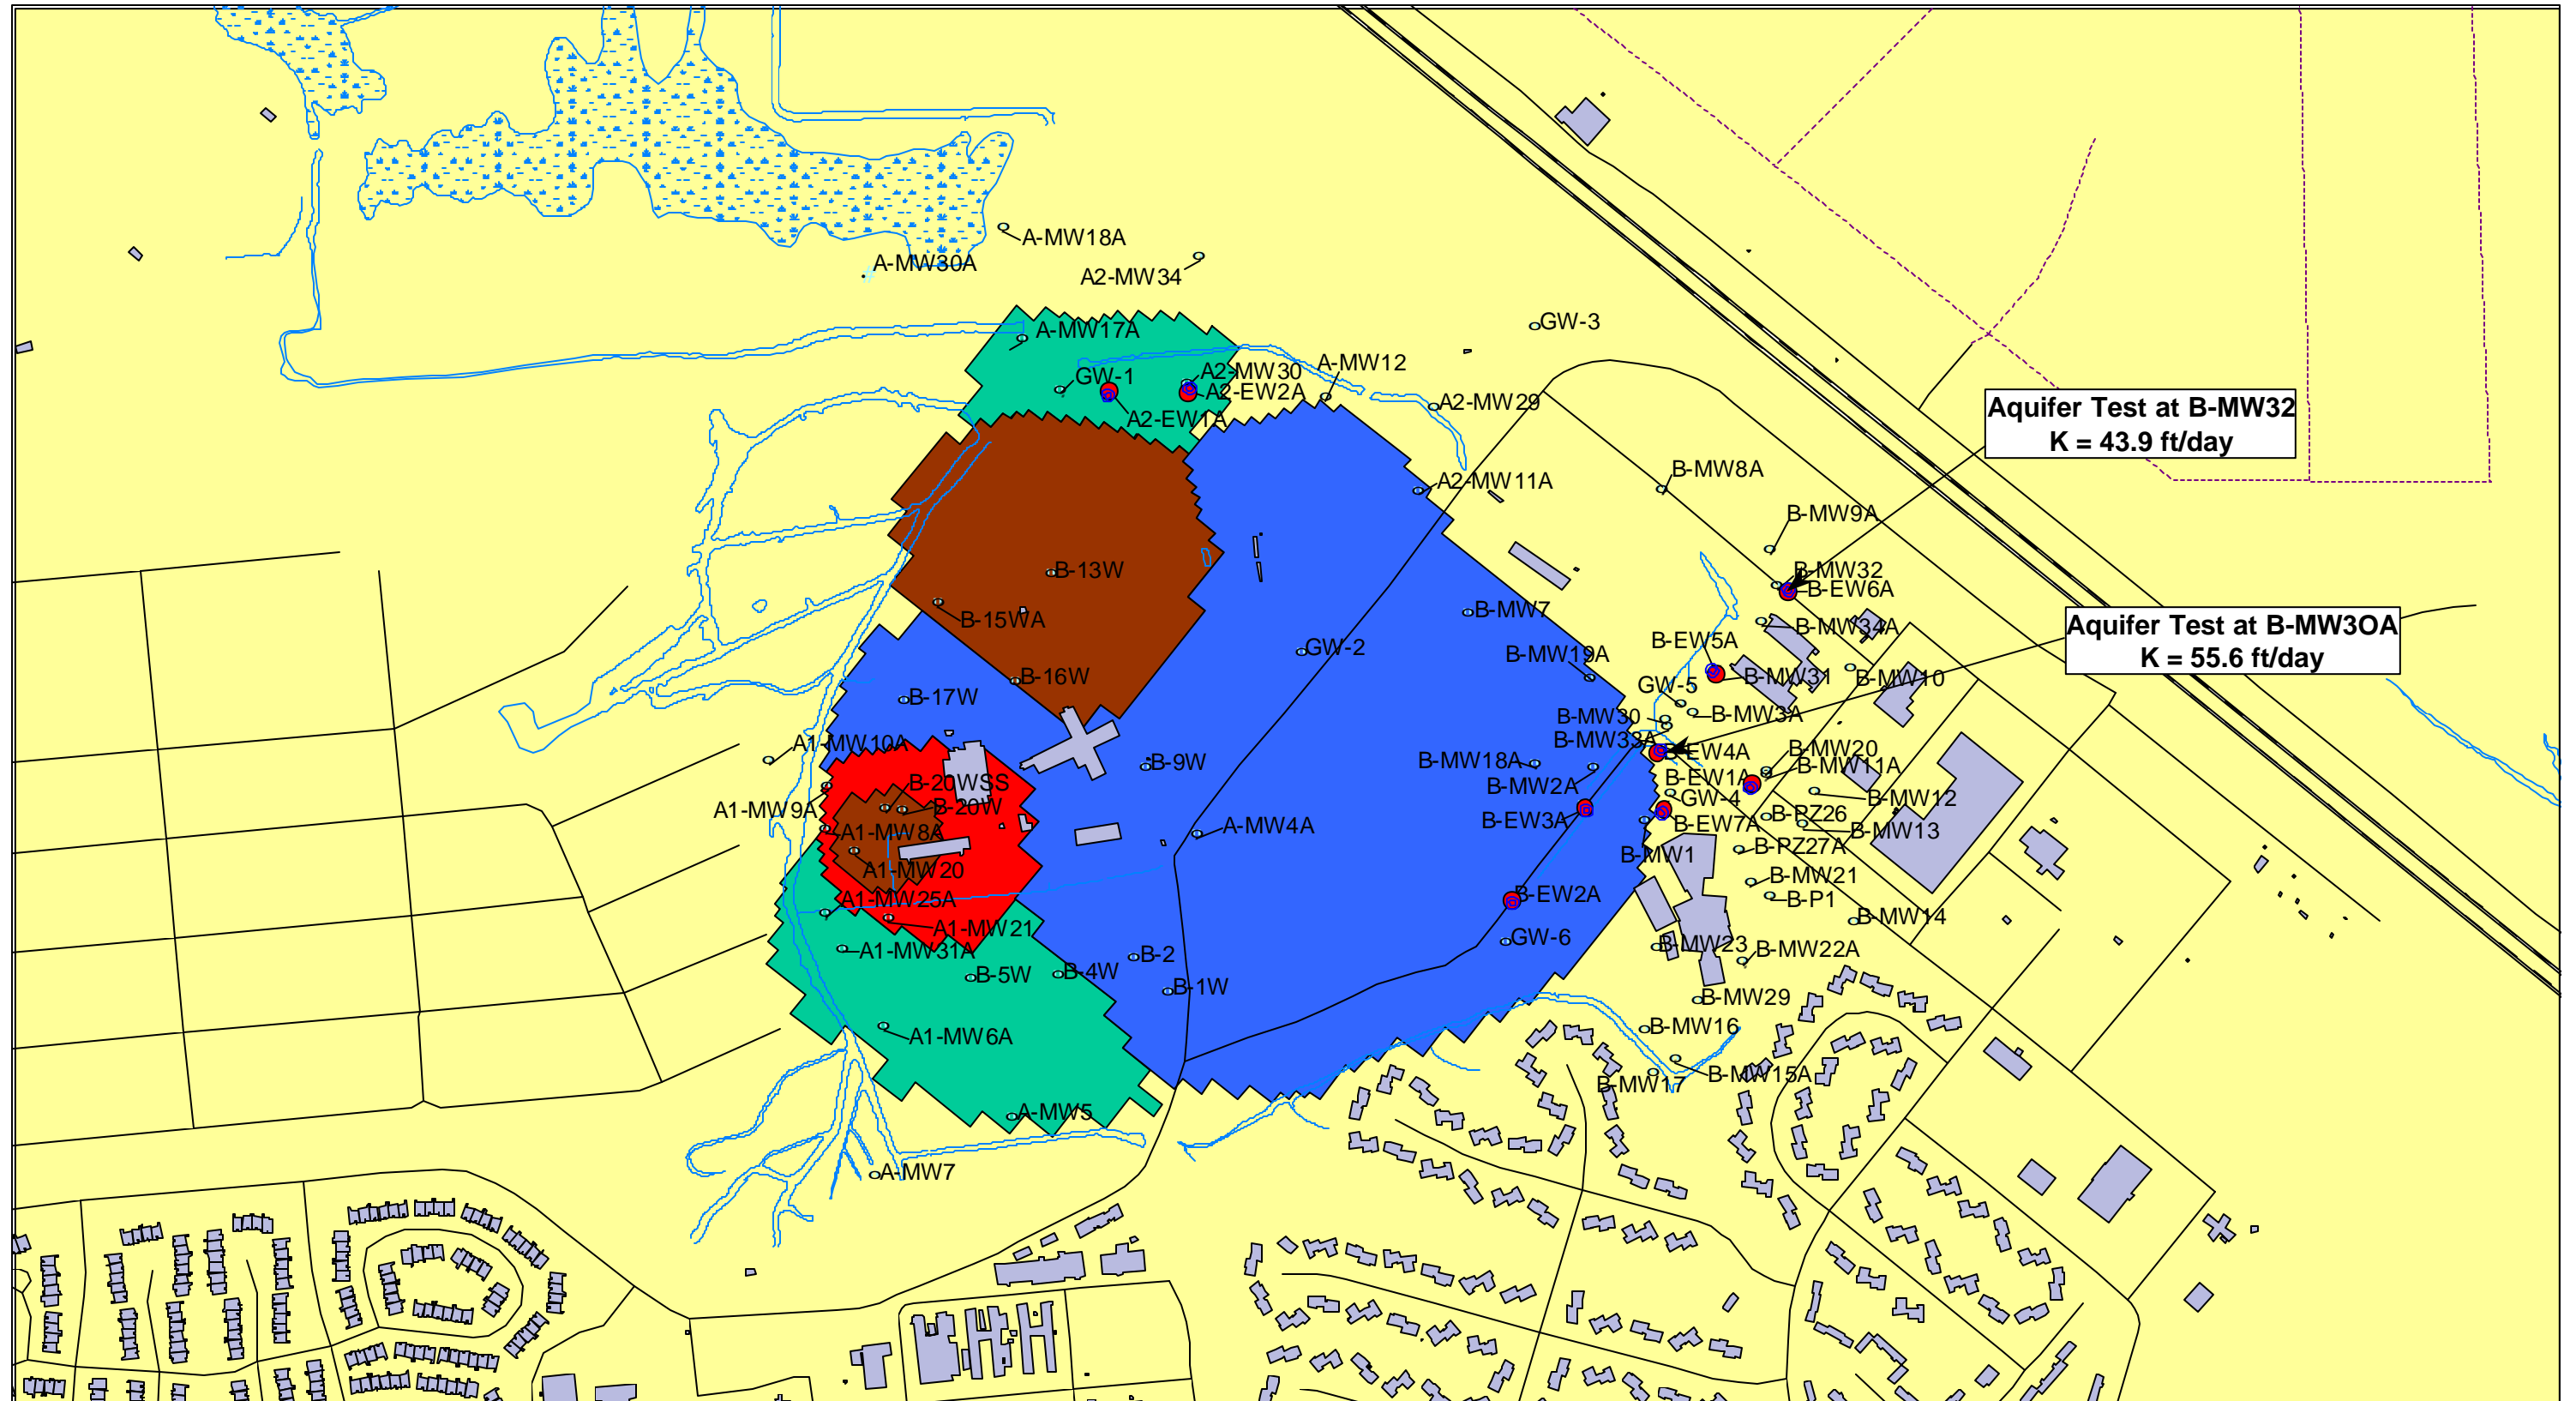 A-MW18A
A-MW30A
A2-MW34
A-MW17A
GW-3
A-MW12
GW-1
A2-MW30
A2-EW2A
A2-EW1A
A2-MW29
Aquifer Test at B-MW32
K = 43.9 ft/day
B-MW8A
A2-MW11A
B-MW9A
B-13W
B-MW32
B-EW6A
B-15WA
B-MW7
B-MW34A
Aquifer Test at B-MW3OA
K = 55.6 ft/day
GW-2
B-EW5A
B-MW19A
B-16W
B-MW31
B-MW10
GW-5
B-17W
B-MW30
B-MW3A
A1-MW10A
B-MW33A
B-EW4A
B-MW20
B-9W
B-MW18A
B-MW11A
B-MW2A
B-EW1A
B-20WSS
GW-4
B-MW12
A1-MW9A
B-20W
B-EW3A
B-EW7A
B-PZ26
B-MW13
A1-MW8A
A-MW4A
B-MW1
B-PZ27A
A1-MW20
B-MW21
A1-MW25A
B-EW2A
B-P1
A1-MW21
B-MW14
GW-6
B-MW23
B-MW22A
A1-MW31A
B-2
B-5W
B-4W
B-1W
B-MW29
A1-MW6A
B-MW16
B-MW17
B-MW15A
A-MW5
A-MW7